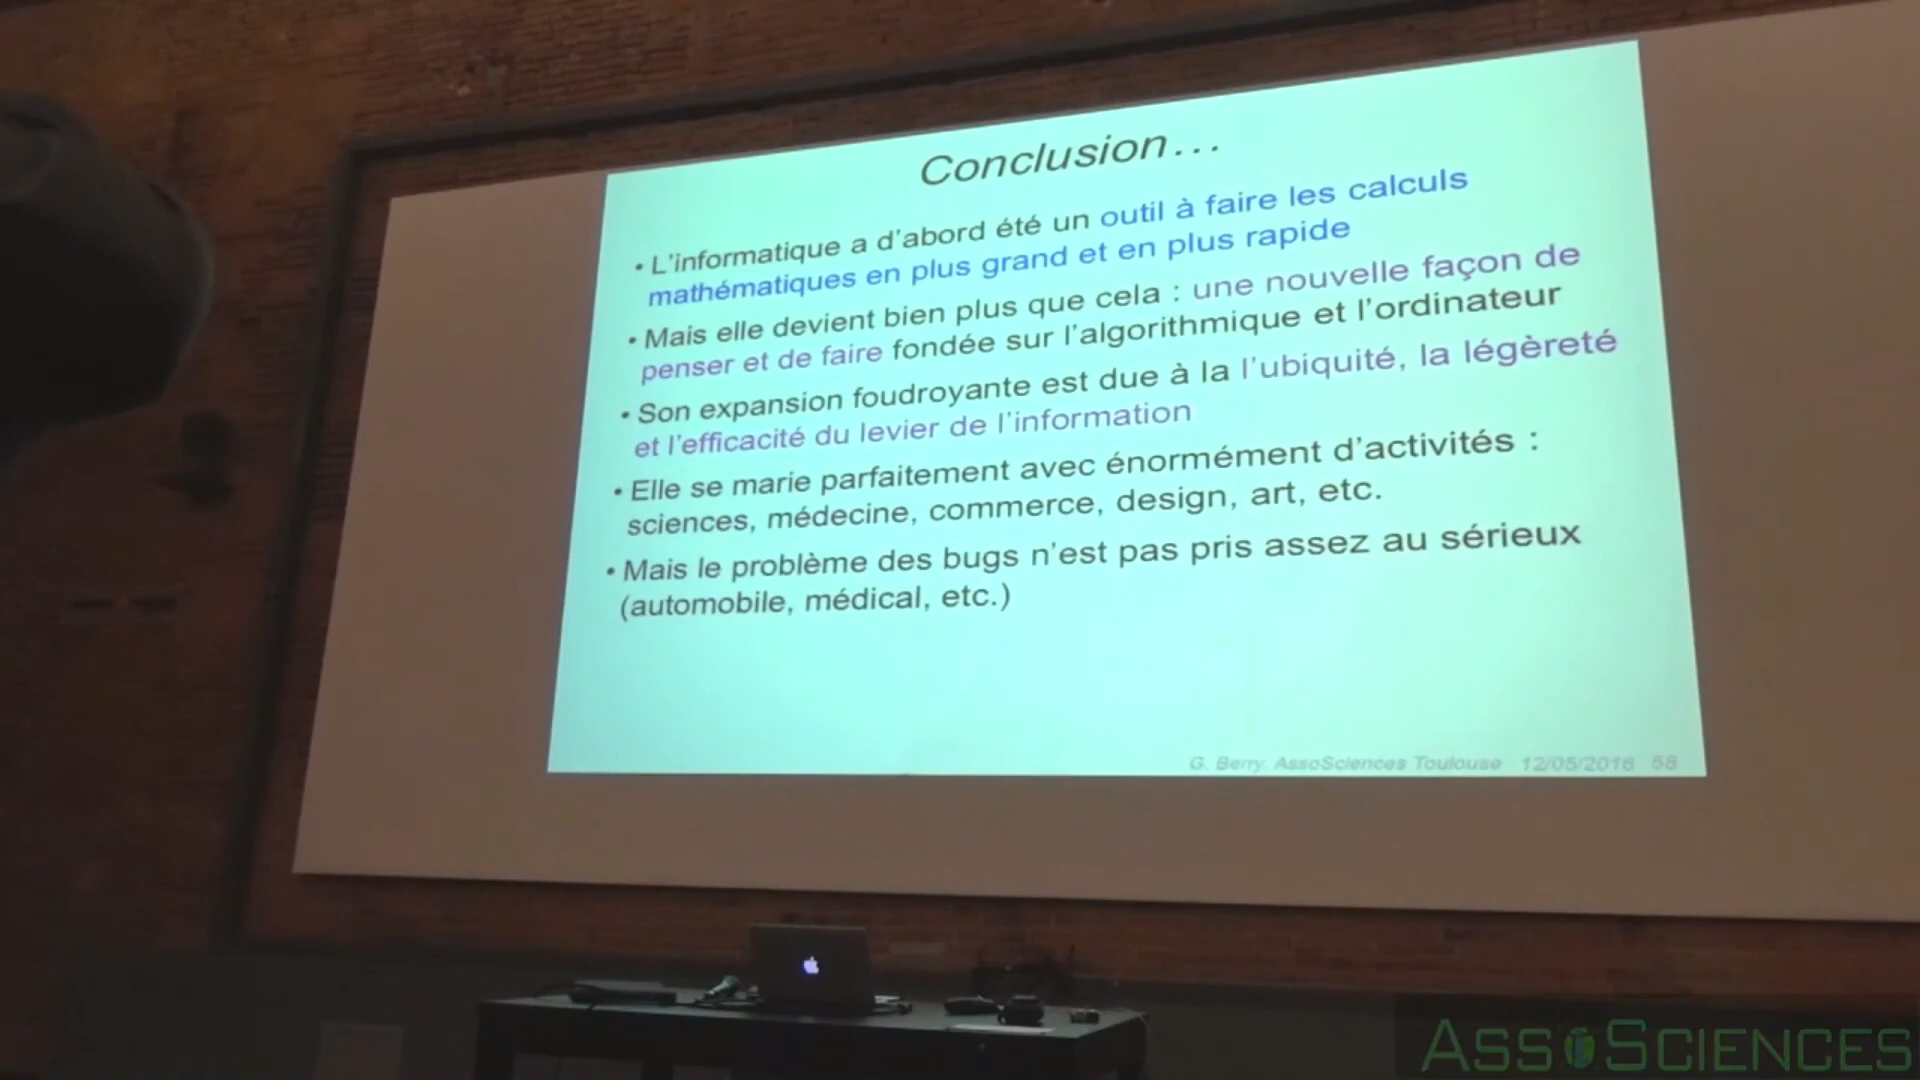 Conclusion...
• L'informatique a d'abord été un outil à faire les calculs
mathématiques en plus grand et en plus rapide
• Mais elle devient bien plus que cela : une nouvelle façon de
penser et de faire fondée sur l'algorithmique et l'ordinateur
• Son expansion foudroyante est due à la l'ubiquité, la légèreté
et l'efficacité du levier de l'information
• Elle se marie parfaitement avec énormément d'activités :
sciences, médecine, commerce, design, art, etc.
• Mais le problème des bugs n'est pas pris assez au sérieux
(automobile, médical, etc.)
G. Berry, AssoSciences Toulouse 12/05/2016 58
ASSOSCIENCES